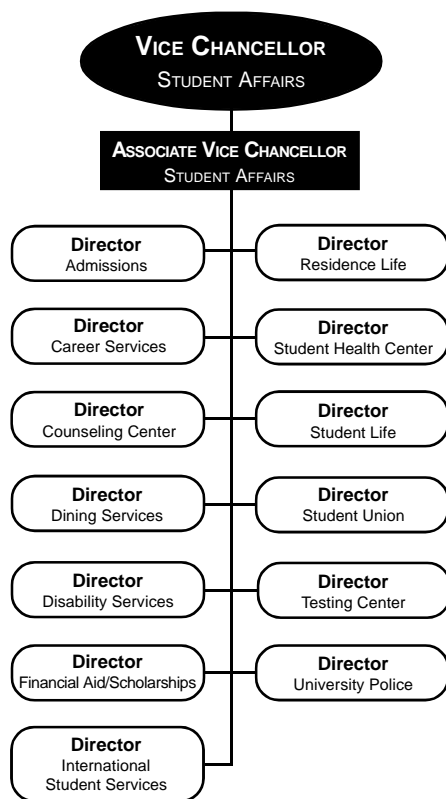 VICE CHANCELLOR
STUDENT AFFAIRS
ASSOCIATE VICE CHANCELLOR
STUDENT AFFAIRS
Director
Admissions
Director
Residence Life
Director
Career Services
Director
Student Health Center
Director
Counseling Center
Director
Student Life
Director
Dining Services
Director
Student Union
Director
Disability Services
Director
Testing Center
Director
Financial Aid/Scholarships
Director
University Police
Director
International
Student Services